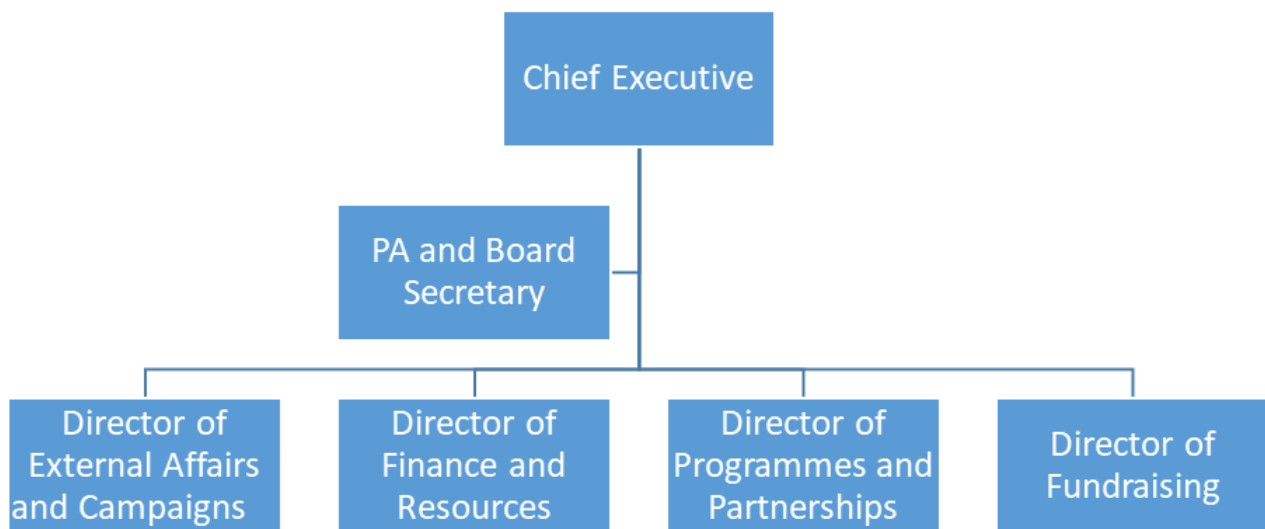 Chief Executive
PA and Board
Secretary
Director of
External Affairs
and Campaigns
Director of
Finance and
Resources
Director of
Programmes and
Partnerships
Director of
Fundraising